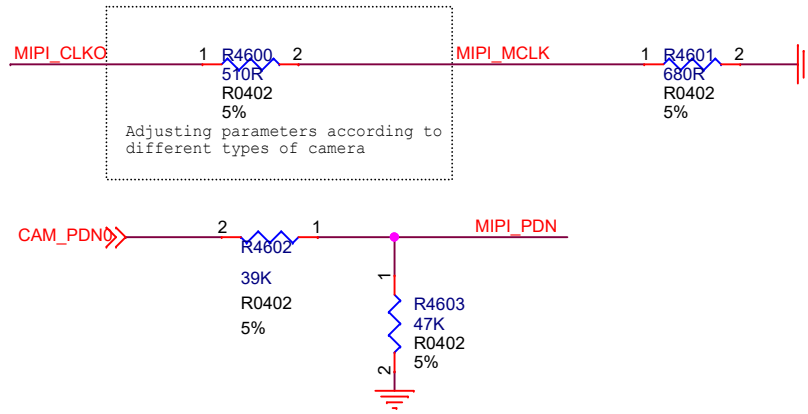 MIPI_CLKO
1
R4600
2
510R
R0402
5%
MIPI_MCLK
1
R4601
2
680R
R0402
5%
Adjusting parameters according to
different types of camera
CAM_PDN0
2
R4602
1
39K
R0402
5%
MIPI_PDN
1
R4603
47K
R0402
5%
2